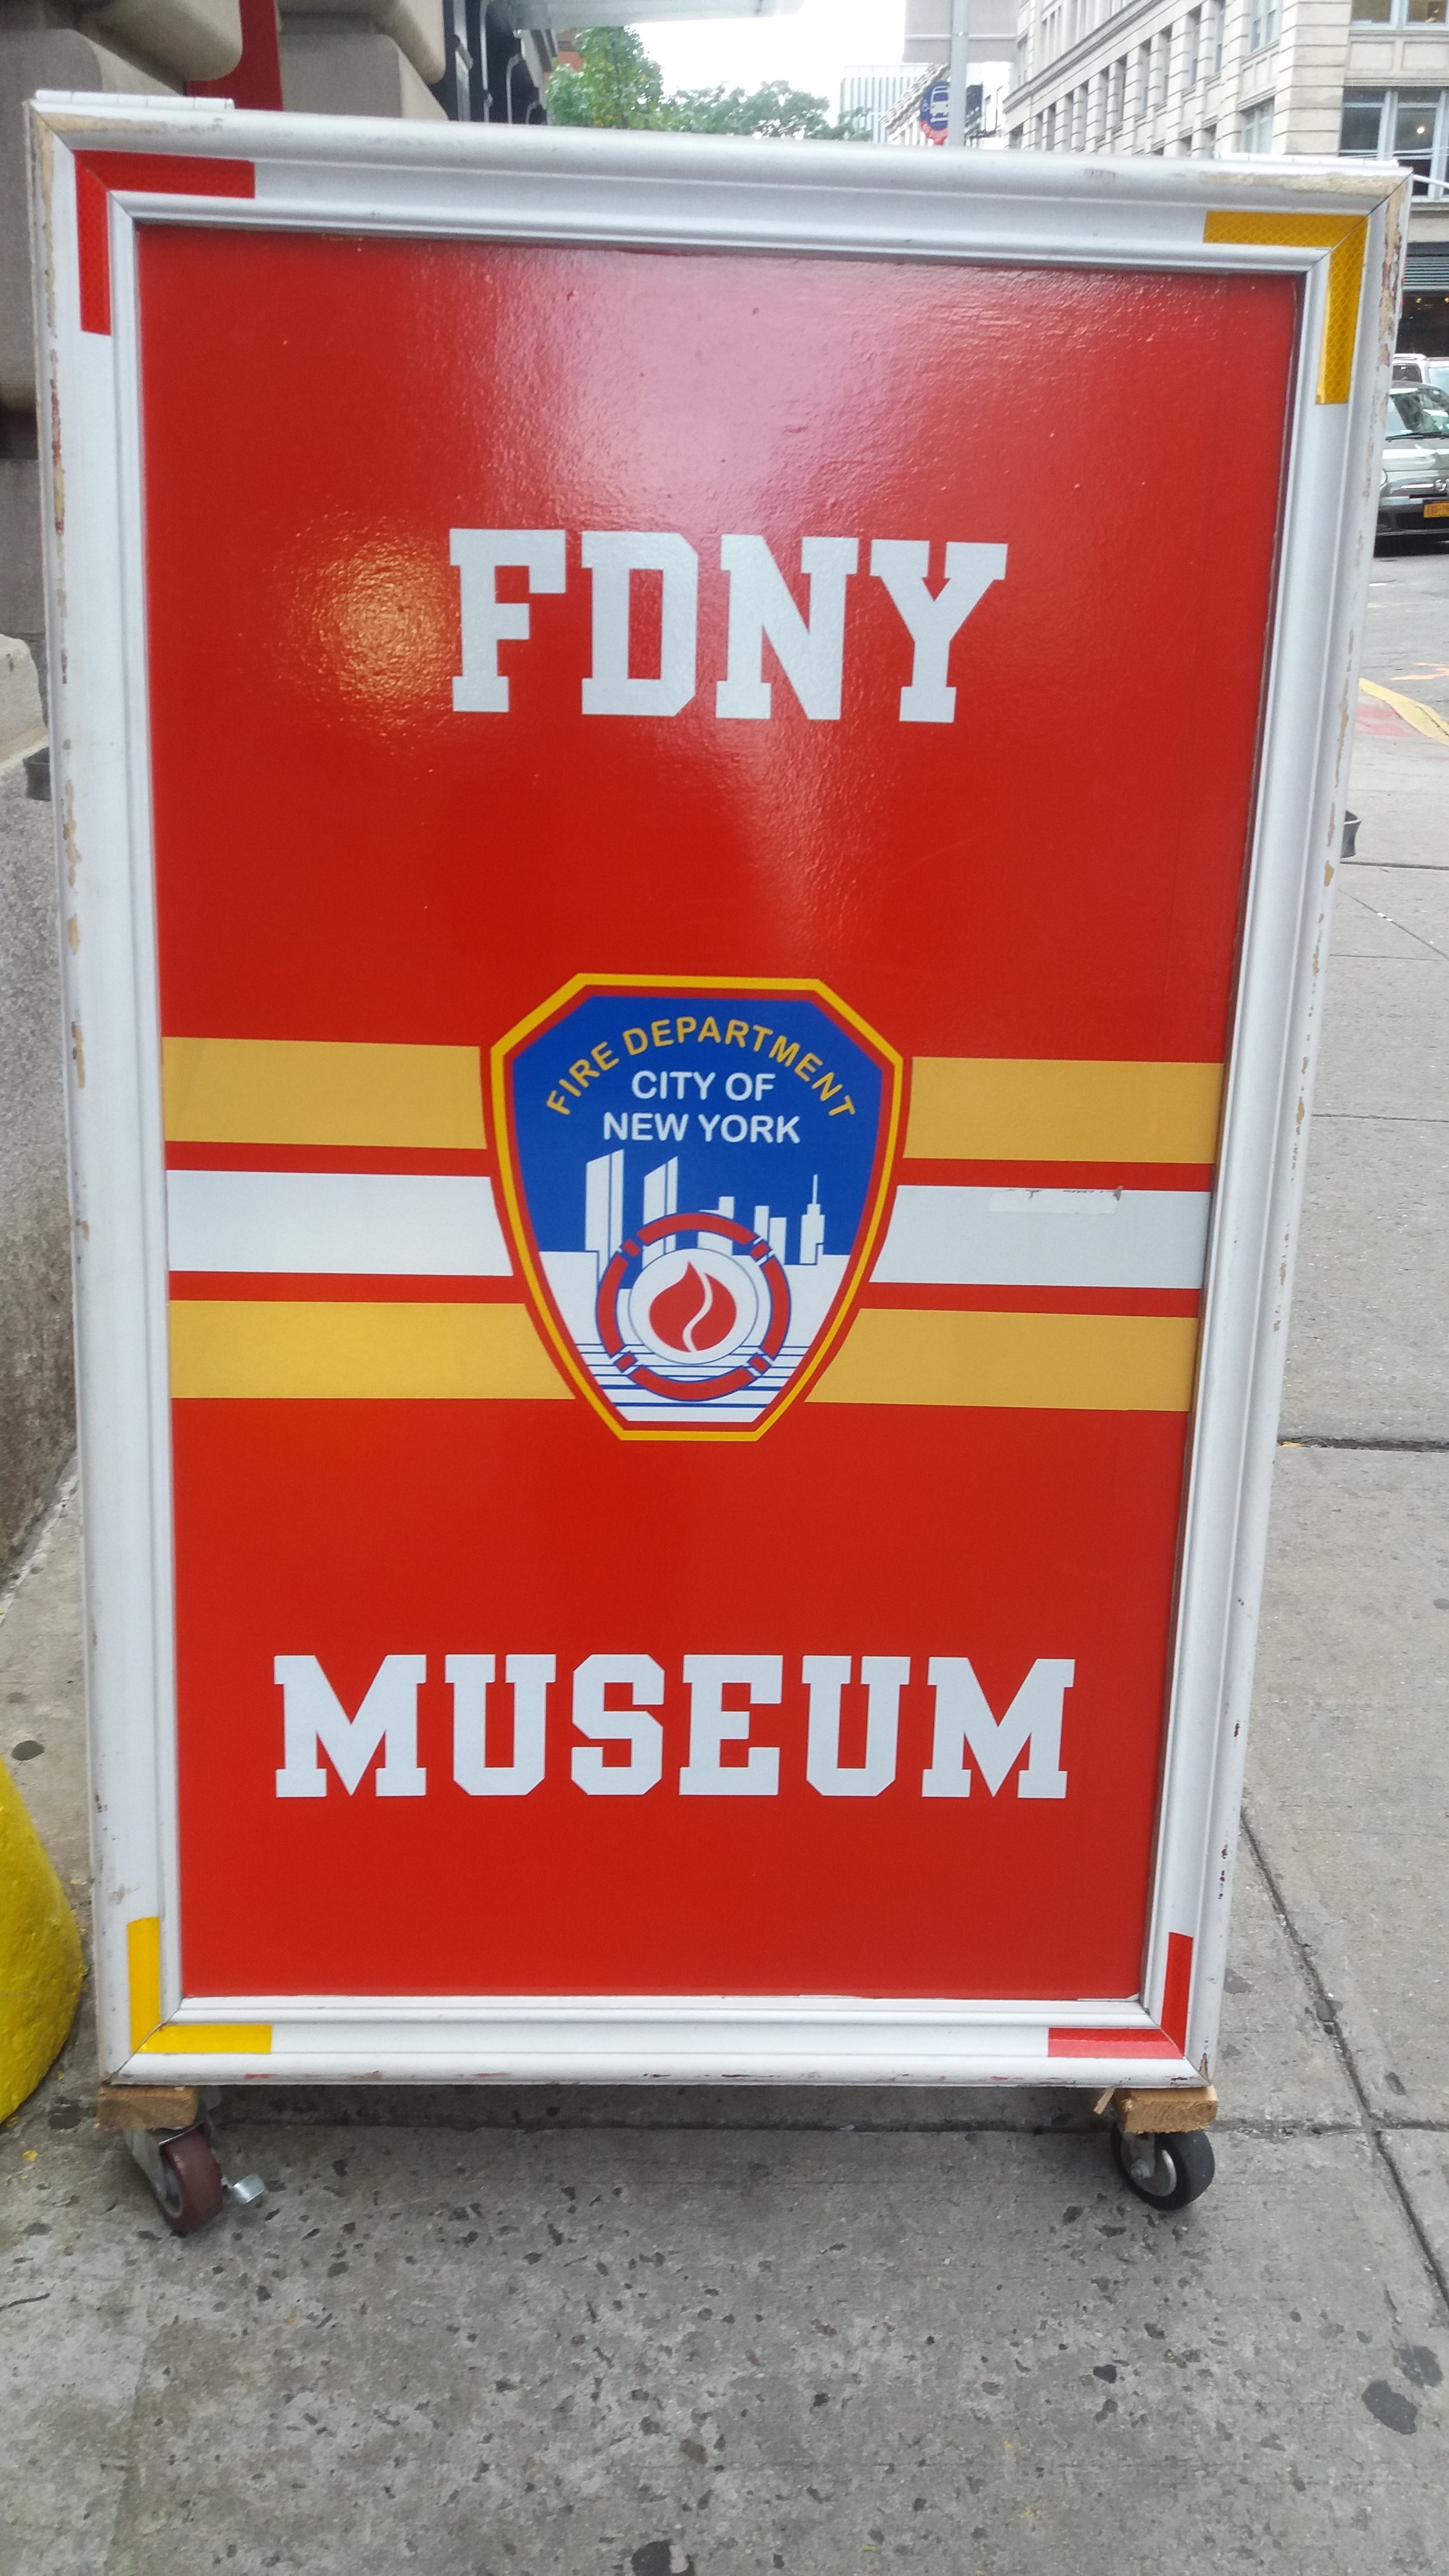 FDNY
FIRE DEPARTMENT
CITY OF
NEW YORK
MUSEUM